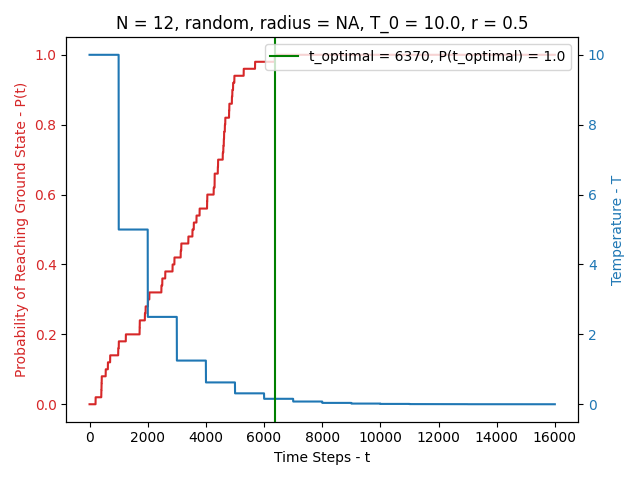 N = 12, random, radius = NA, T_0 = 10.0, r = 0.5
t_optimal = 6370, P(t_optimal) = 1.0
Probability of Reaching Ground State - P(t)
1.0
0.8
0.6
0.4
0.2
0.0
10
8
6
4
2
0
Temperature - T
0 2000 4000 6000 8000 10000 12000 14000 16000
Time Steps - t